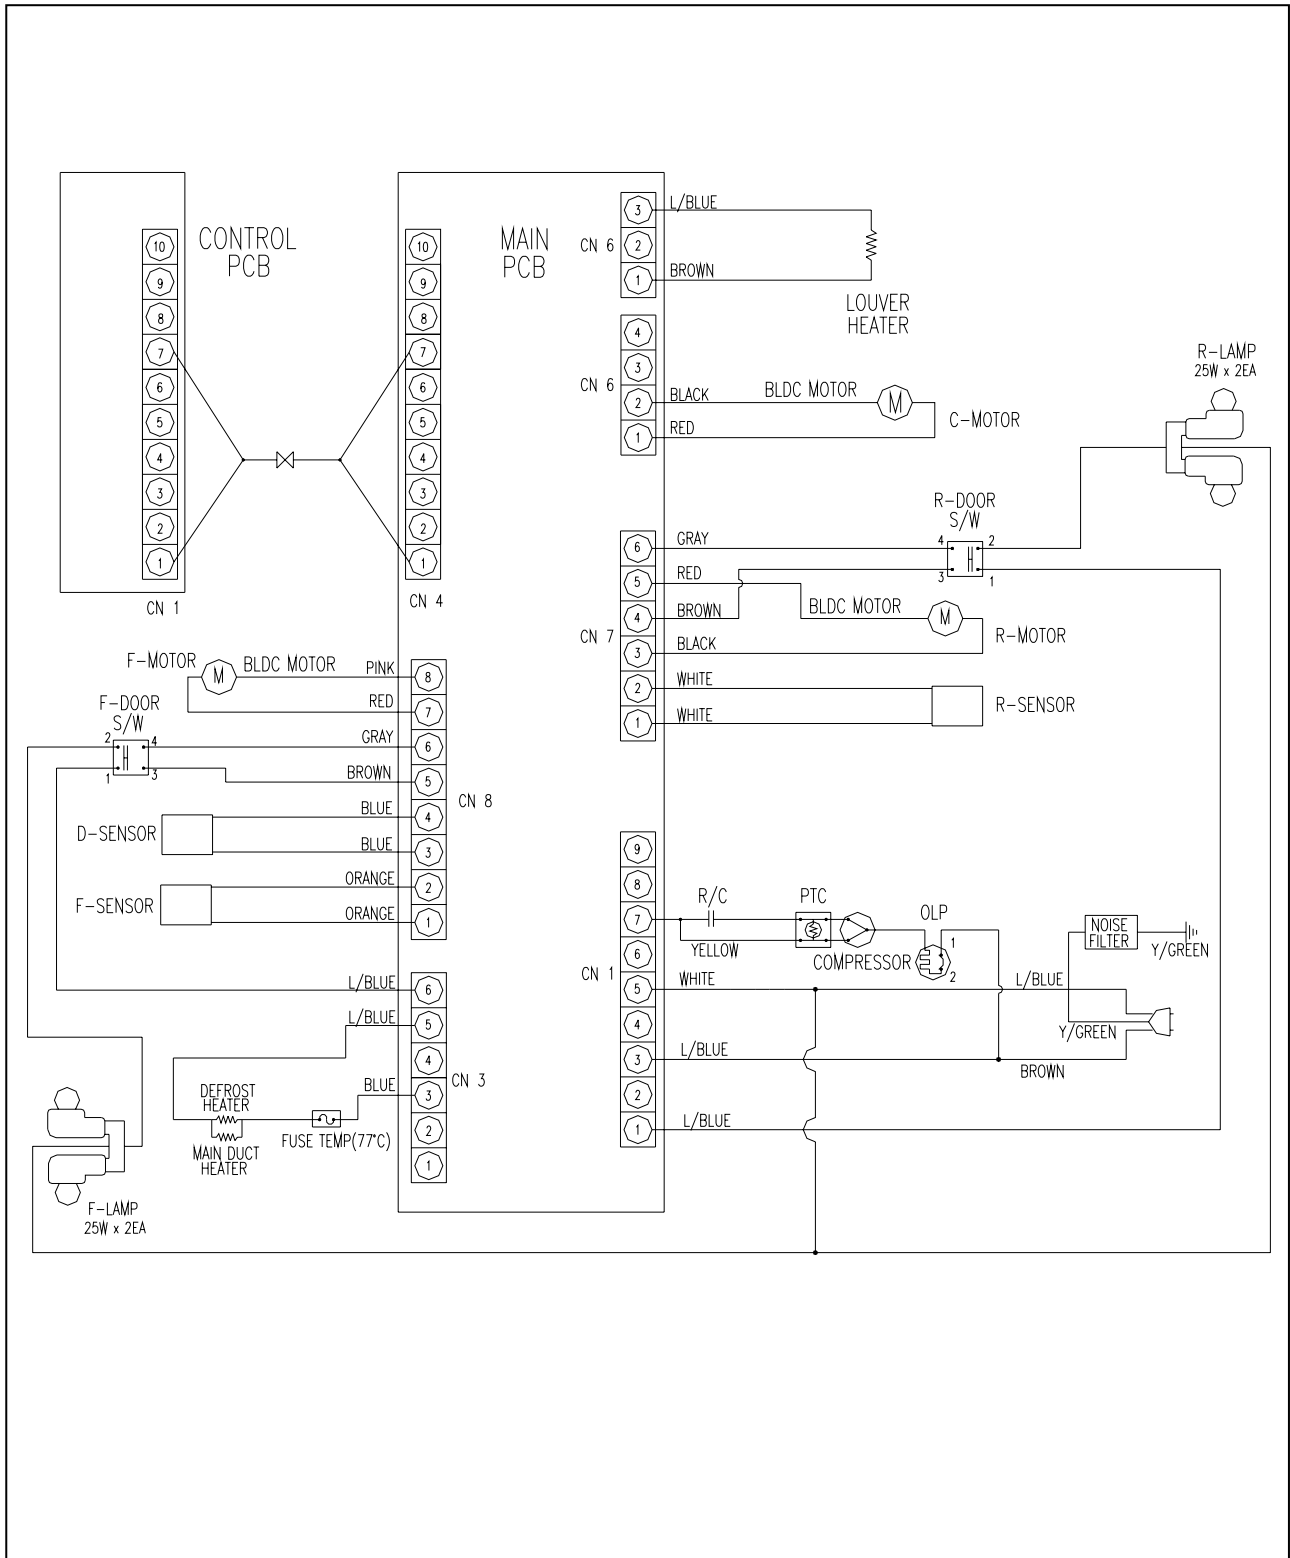 CONTROL
PCB
10
9
8
7
6
5
4
3
2
1
CN 1
MAIN
PCB
10
9
8
7
6
5
4
3
2
1
CN 4
CN 6
3
2
1
L/BLUE
BROWN
LOUVER
HEATER
CN 6
4
3
2
1
BLACK
RED
BLDC MOTOR
M
C-MOTOR
R-LAMP
25W x 2EA
R-DOOR
S/W
4
2
3
1
CN 7
6
5
4
3
2
1
GRAY
RED
BROWN
BLACK
WHITE
WHITE
BLDC MOTOR
M
R-MOTOR
R-SENSOR
F-MOTOR
M
BLDC MOTOR
PINK
RED
GRAY
BROWN
BLUE
BLUE
ORANGE
ORANGE
8
7
6
5
4
3
2
1
CN 8
F-DOOR
S/W
2
4
1
3
D-SENSOR
F-SENSOR
CN 1
9
8
7
6
5
4
3
2
1
R/C
PTC
OLP
YELLOW
COMPRESSOR
1
2
NOISE
FILTER
Y/GREEN
WHITE
L/BLUE
Y/GREEN
L/BLUE
BROWN
L/BLUE
L/BLUE
L/BLUE
BLUE
6
5
4
3
2
1
CN 3
DEFROST
HEATER
MAIN DUCT
HEATER
FUSE TEMP(77°C)
F-LAMP
25W x 2EA